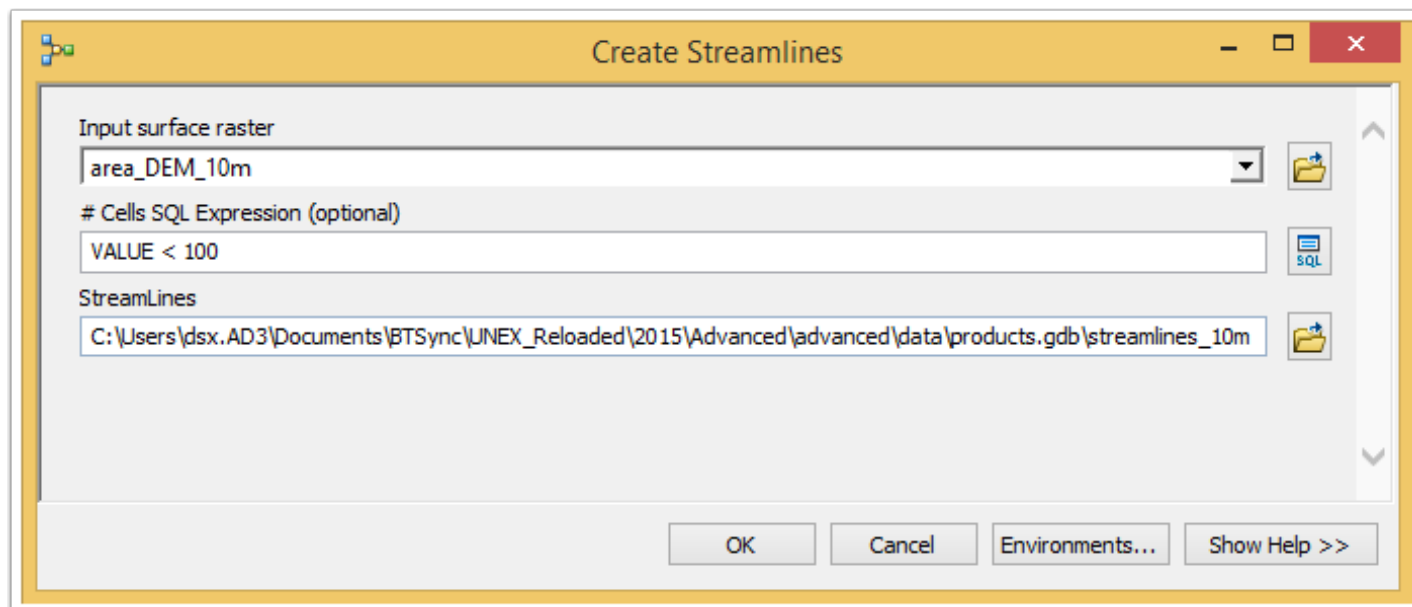 Create Streamlines
Input surface raster
area_DEM_10m
# Cells SQL Expression (optional)
VALUE < 100
SQL
StreamLines
C:\Users\dsx.AD3\Documents\BTSync\UNEX_Reloaded\2015\Advanced\advanced\data\products.gdb\streamlines_10m
OK Cancel Environments... Show Help >>